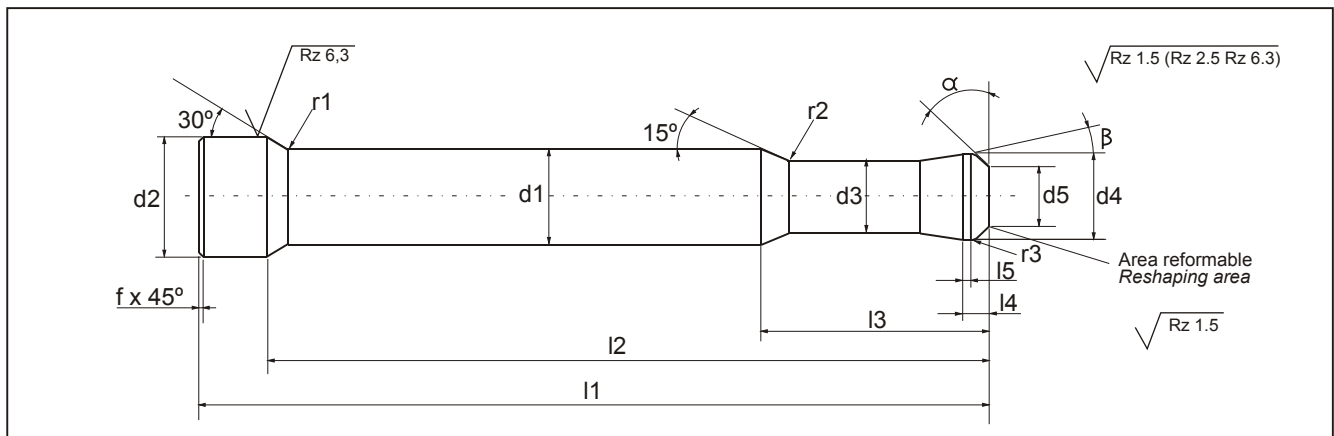 Rz 6,3
Rz 1.5 (Rz 2.5 Rz 6.3)
α
30º
r1
15º
r2
β
d2
d1
d3
d5
d4
r3
Area reformable
Reshaping area
l5
f x 45º
l4
l3
Rz 1.5
l2
l1